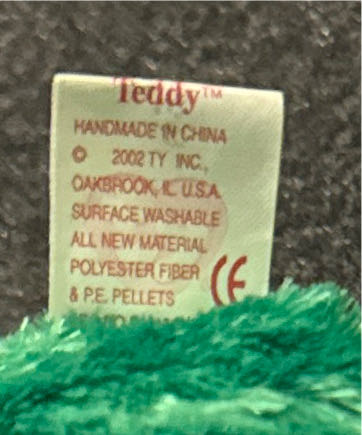 Teddy™
HANDMADE IN CHINA
© 2002 TY INC.,
OAKBROOK, IL. U.S.A.
SURFACE WASHABLE
ALL NEW MATERIAL
POLYESTER FIBER
& P.E. PELLETS
CE